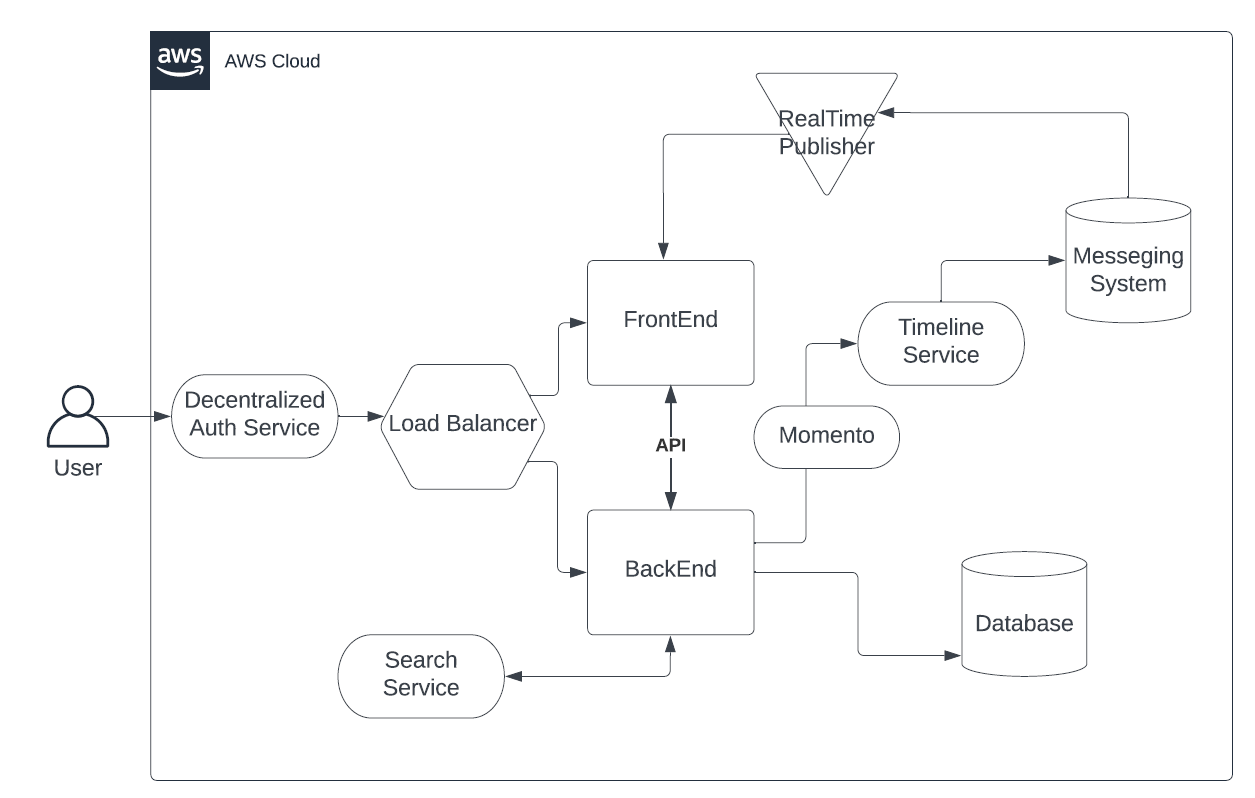 aws
AWS Cloud
RealTime
Publisher
Messeging
System
FrontEnd
Timeline
Service
Decentralized
Auth Service
Load Balancer
API
Momento
User
BackEnd
Database
Search
Service